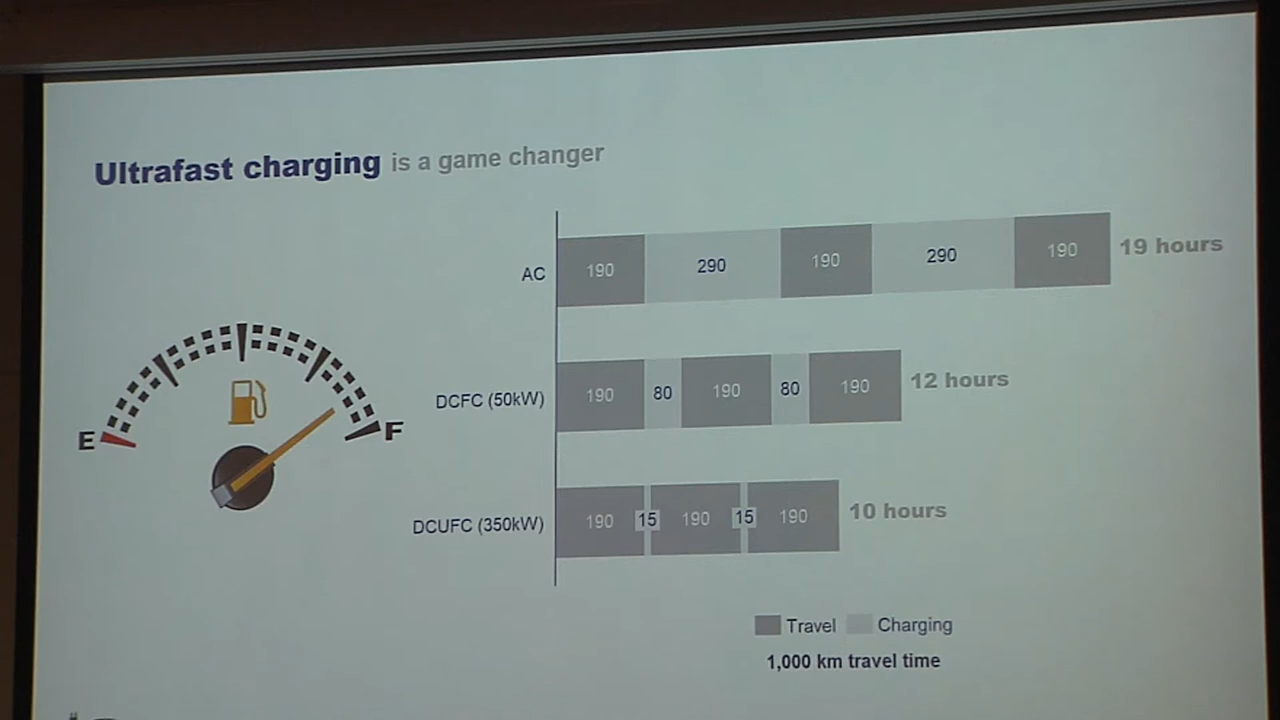 Ultrafast charging is a game changer
AC 190 290 190 290 190 19 hours
DCFC (50kW) 190 80 190 80 190 12 hours
DCUFC (350kW) 190 15 190 15 190 10 hours
E F
Travel Charging
1,000 km travel time